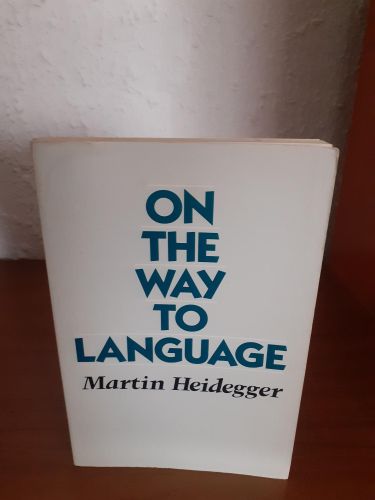 ON
THE
WAY
TO
LANGUAGE
Martin Heidegger